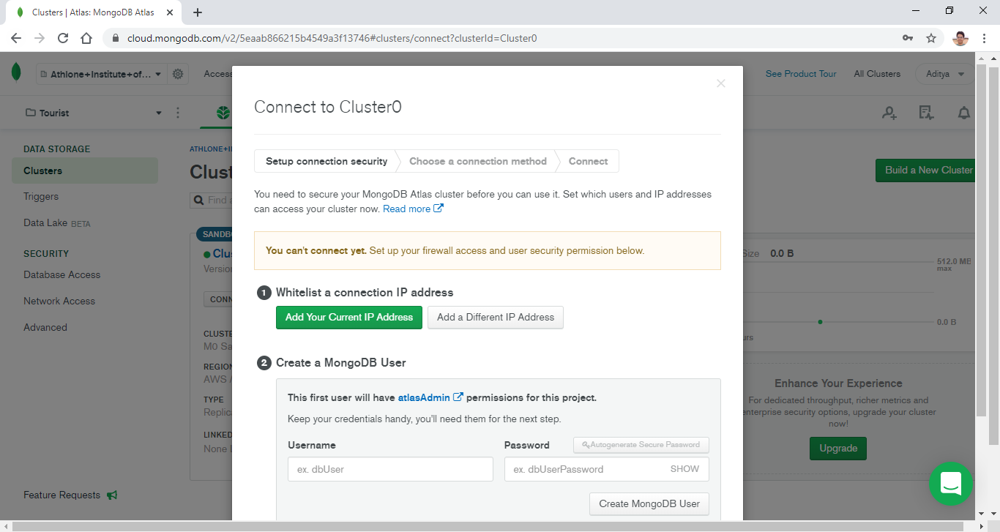 Clusters | Atlas: MongoDB Atlas
cloud.mongodb.com/v2/5eaab866215b4549a3f13746#clusters/connect?clusterId=Cluster0
Athlone+Institute+of...
Access
See Product Tour
All Clusters
Aditya
Tourist
DATA STORAGE
Clusters
Triggers
Data Lake BETA
SECURITY
Database Access
Network Access
Advanced
Feature Requests
ATHLONE+I
Clust
Find a
SANDB
Clu
Versio
CONN
CLUSTE
M0 Sa
REGION
AWS /
TYPE
Replic
LINKED
None L
Connect to Cluster0
Setup connection security
Choose a connection method
Connect
You need to secure your MongoDB Atlas cluster before you can use it. Set which users and IP addresses
can access your cluster now. Read more
You can't connect yet. Set up your firewall access and user security permission below.
1 Whitelist a connection IP address
Add Your Current IP Address
Add a Different IP Address
2 Create a MongoDB User
This first user will have atlasAdmin permissions for this project.
Keep your credentials handy, you'll need them for the next step.
Username
Password
Autogenerate Secure Password
ex. dbUser
ex. dbUserPassword
SHOW
Create MongoDB User
Build a New Cluster
Size 0.0 B
512.0 MB
max
0.0 B
urs
Enhance Your Experience
For dedicated throughput, richer metrics and
enterprise security options, upgrade your cluster
now!
Upgrade